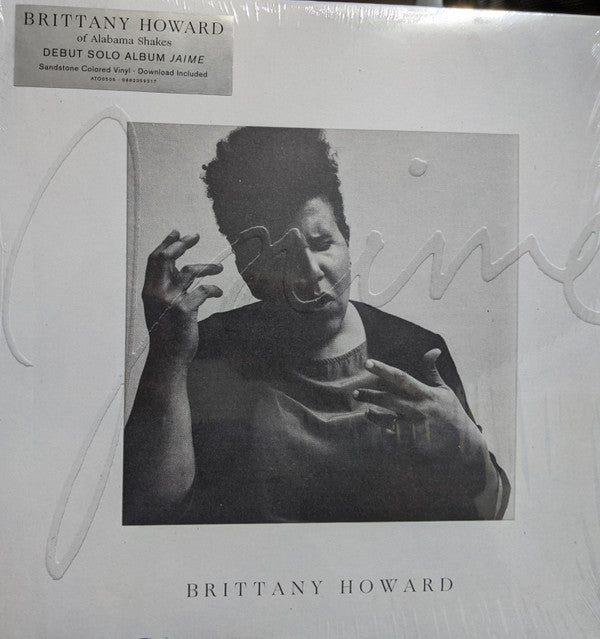 BRITTANY HOWARD
of Alabama Shakes
DEBUT SOLO ALBUM JAIME
Sandstone Colored Vinyl · Download Included
Jaime
BRITTANY HOWARD